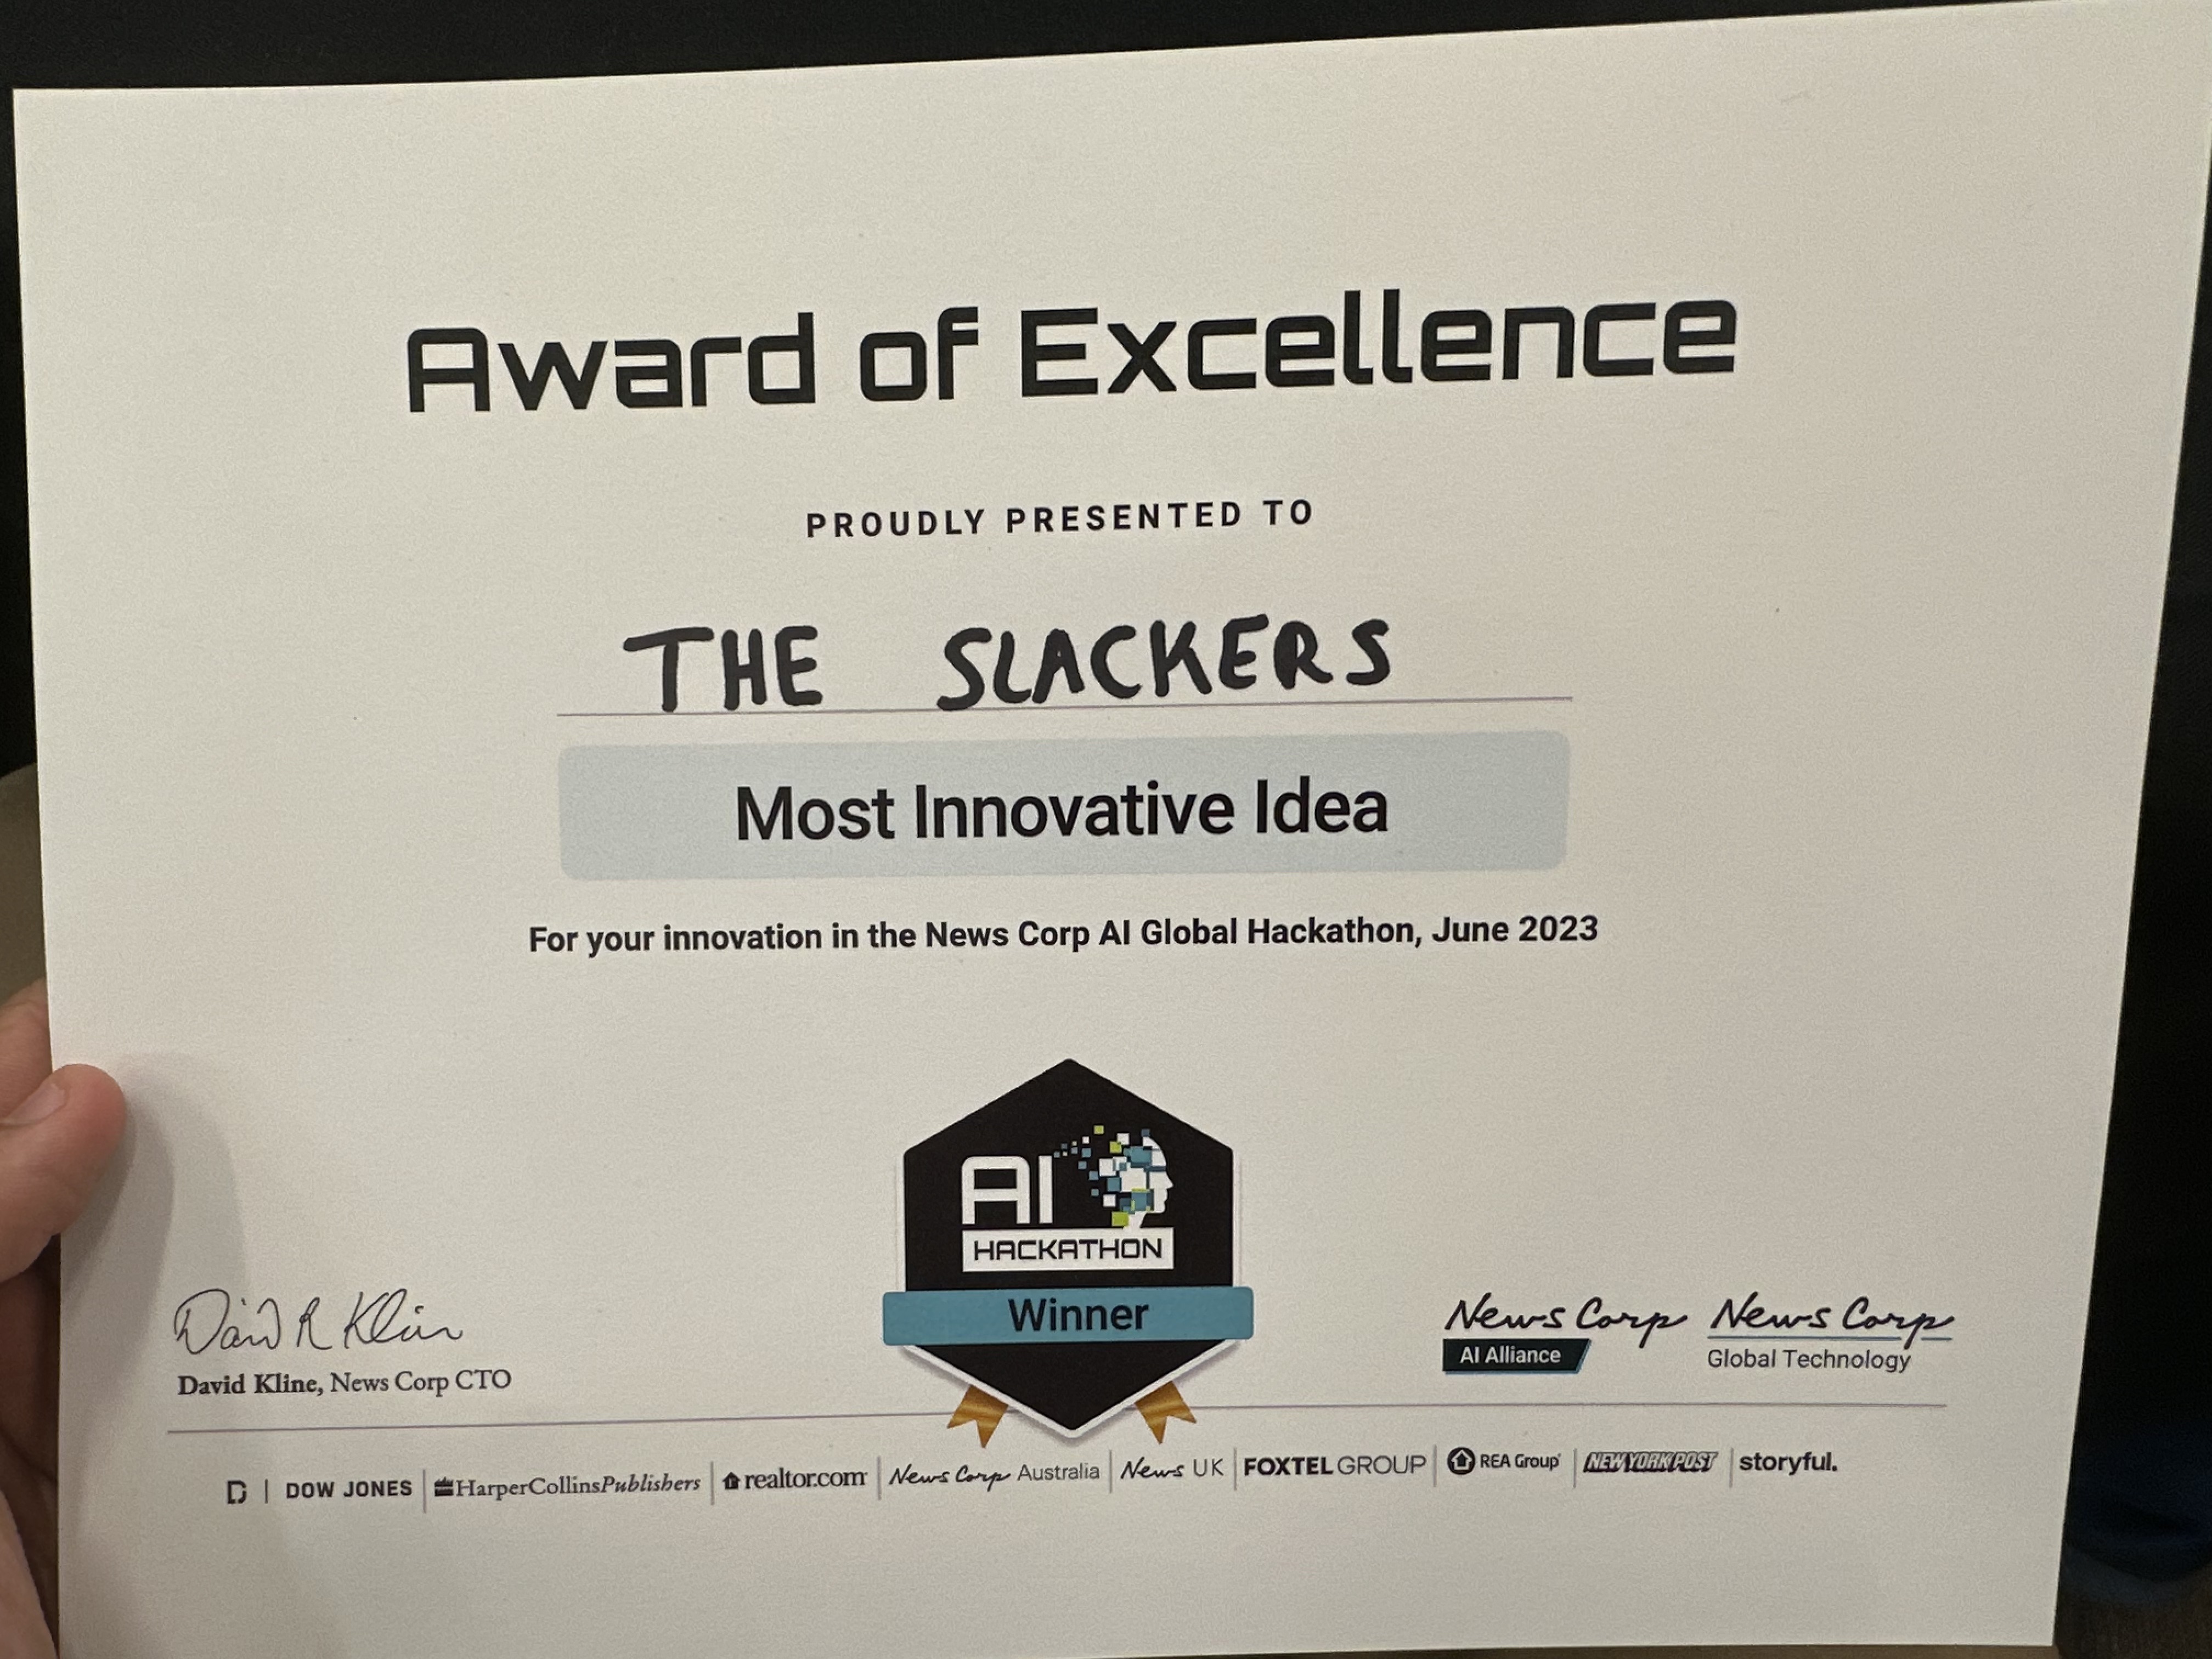 Award of Excellence
PROUDLY PRESENTED TO
THE SLACKERS
Most Innovative Idea
For your innovation in the News Corp AI Global Hackathon, June 2023
AI
HACKATHON
Winner
David R Kline
David Kline, News Corp CTO
News Corp
AI Alliance
News Corp
Global Technology
D | DOW JONES | HarperCollinsPublishers | realtor.com | News Corp Australia | News UK | FOXTEL GROUP | REA Group | NEW YORK POST | storyful.